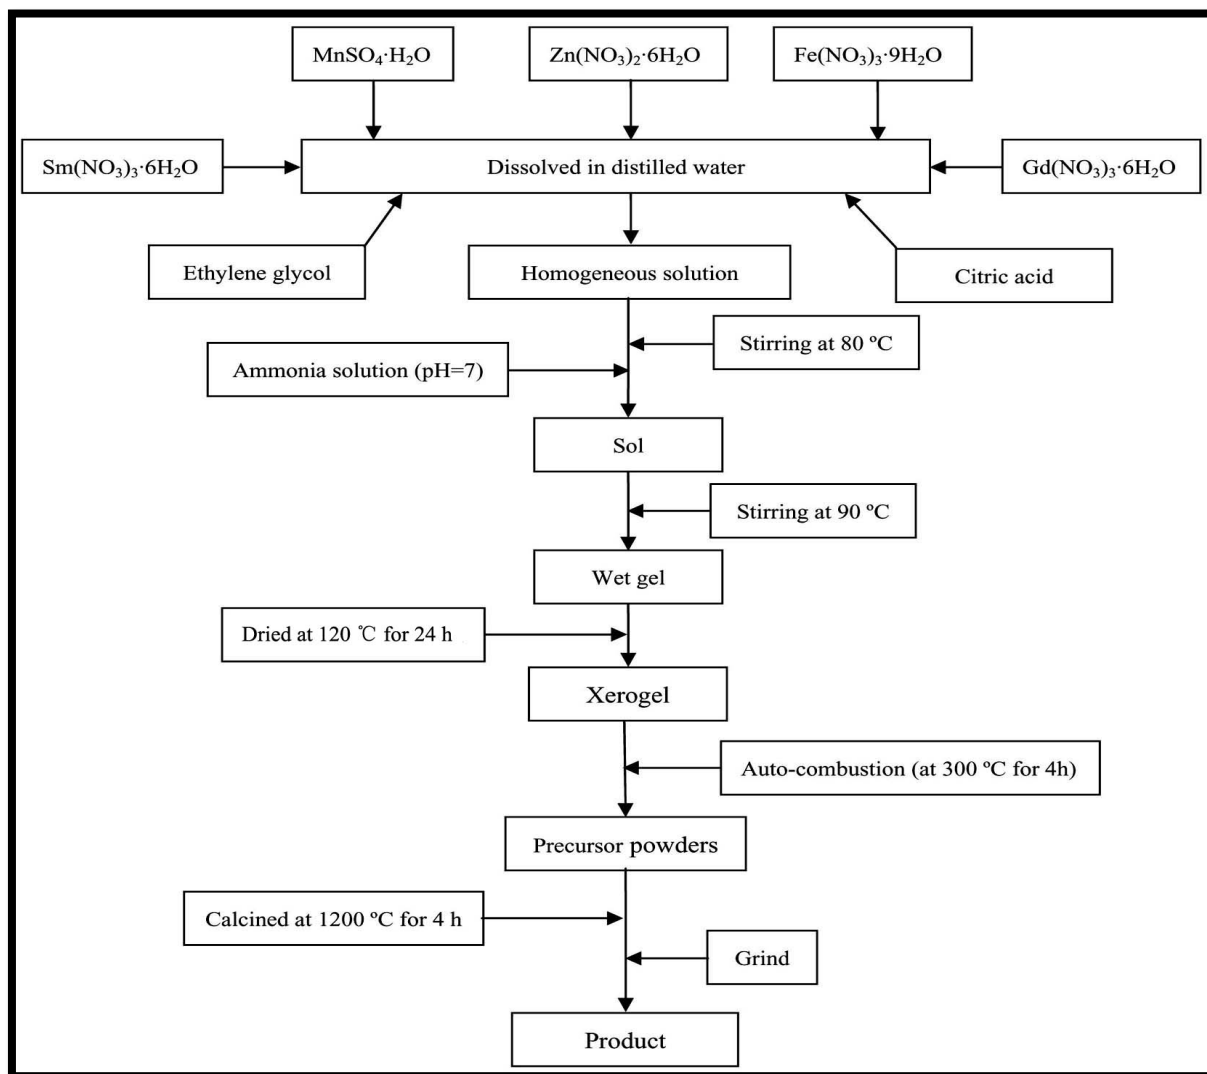 MnSO₄·H₂O
Zn(NO₃)₂·6H₂O
Fe(NO₃)₃·9H₂O
Sm(NO₃)₃·6H₂O
Dissolved in distilled water
Gd(NO₃)₃·6H₂O
Ethylene glycol
Homogeneous solution
Citric acid
Stirring at 80 ºC
Ammonia solution (pH=7)
Sol
Stirring at 90 ºC
Wet gel
Dried at 120 ℃ for 24 h
Xerogel
Auto-combustion (at 300 ºC for 4h)
Precursor powders
Calcined at 1200 ºC for 4 h
Grind
Product